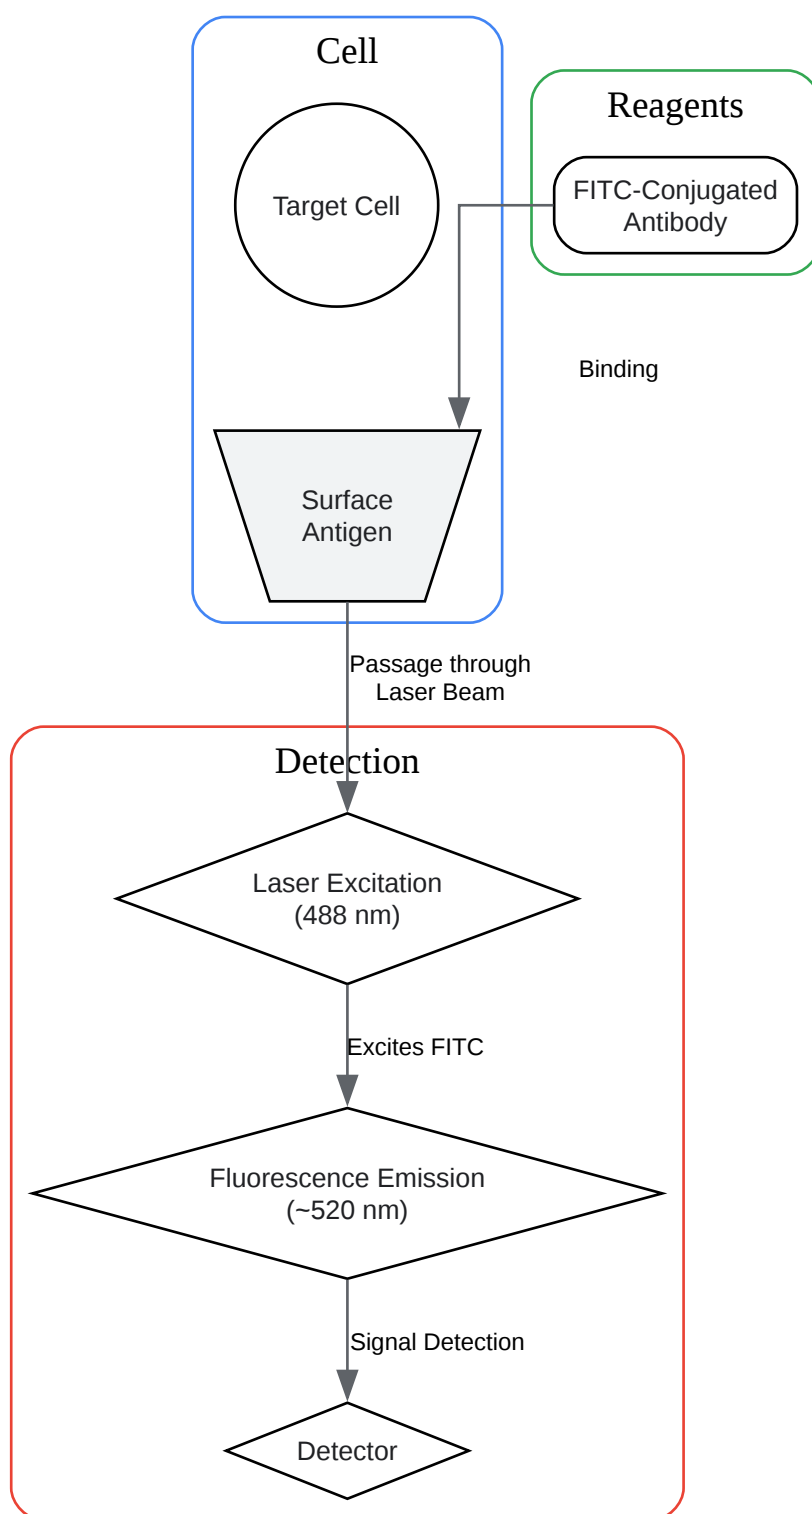 Cell
Reagents
Target Cell
FITC-Conjugated
Antibody
Binding
Surface
Antigen
Passage through
Laser Beam
Detection
Laser Excitation
(488 nm)
Excites FITC
Fluorescence Emission
(~520 nm)
Signal Detection
Detector